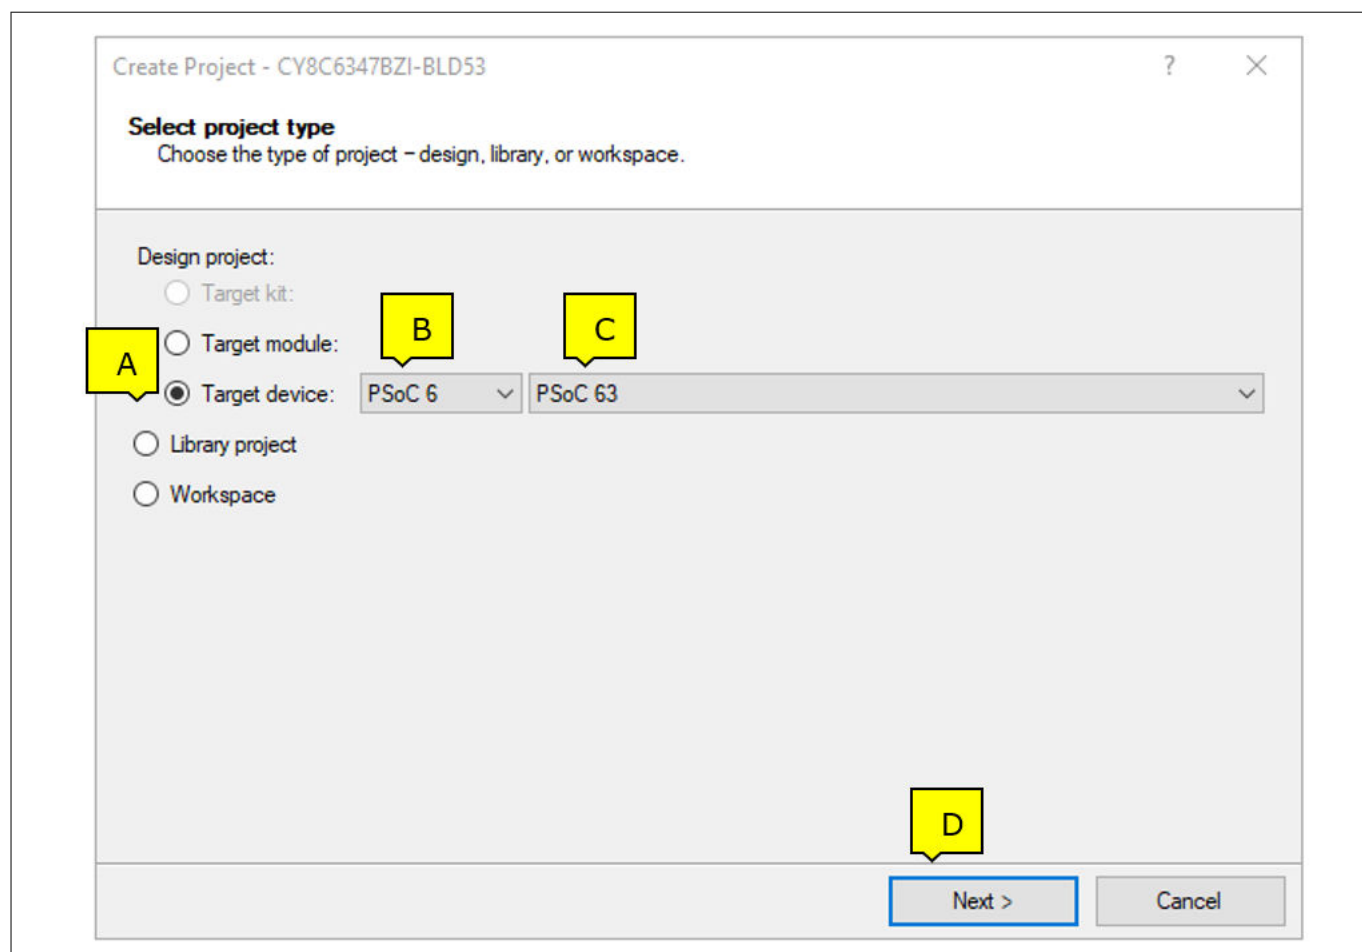 Create Project - CY8C6347BZI-BLD53
Select project type
Choose the type of project – design, library, or workspace.
Design project:
Target kit:
B
C
Target module:
A
Target device: PSoC 6 PSoC 63
Library project
Workspace
D
Next > Cancel